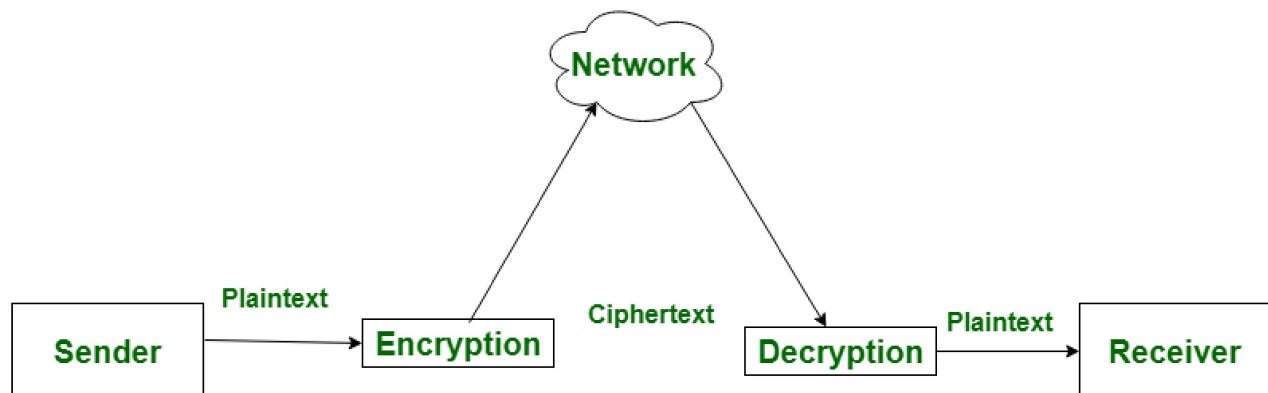 Network
Plaintext
Ciphertext
Plaintext
Sender
Encryption
Decryption
Receiver